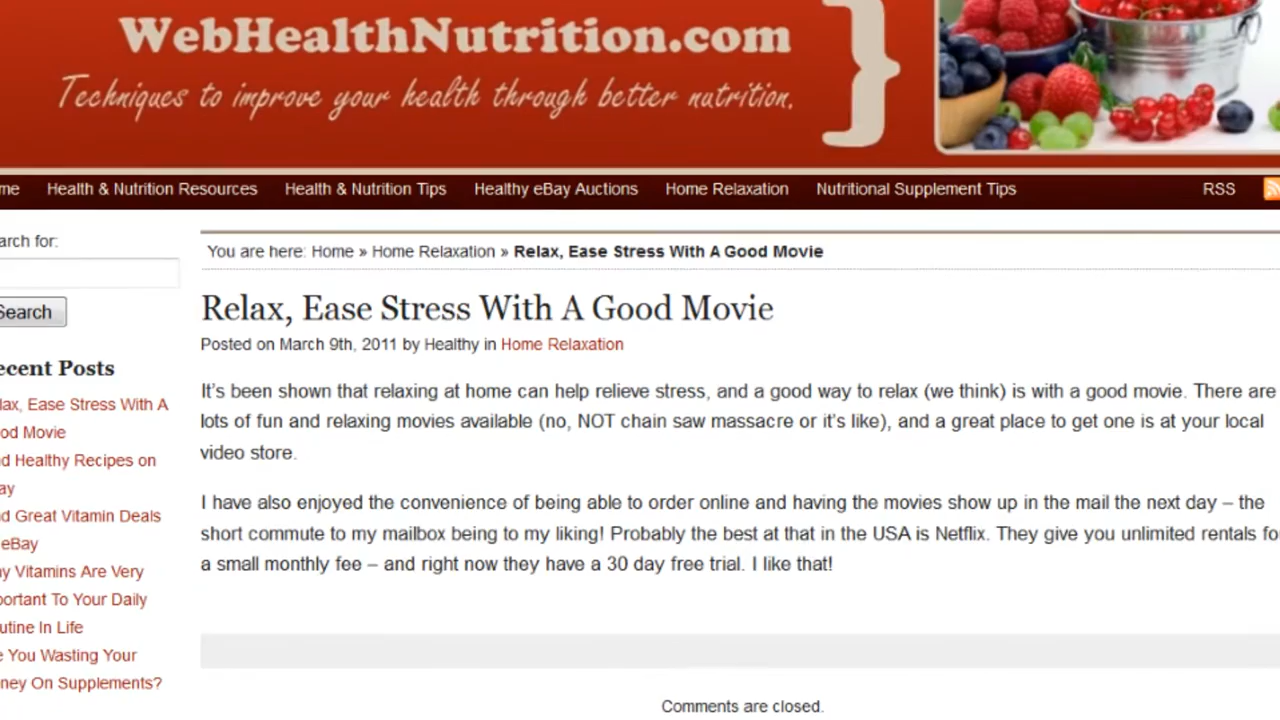 WebHealthNutrition.com
Techniques to improve your health through better nutrition.
me Health & Nutrition Resources Health & Nutrition Tips Healthy eBay Auctions Home Relaxation Nutritional Supplement Tips RSS
arch for:
Search
ecent Posts
lax, Ease Stress With A
od Movie
d Healthy Recipes on
ay
d Great Vitamin Deals
eBay
y Vitamins Are Very
portant To Your Daily
utine In Life
e You Wasting Your
ney On Supplements?
You are here: Home » Home Relaxation » Relax, Ease Stress With A Good Movie
Relax, Ease Stress With A Good Movie
Posted on March 9th, 2011 by Healthy in Home Relaxation
It's been shown that relaxing at home can help relieve stress, and a good way to relax (we think) is with a good movie. There are
lots of fun and relaxing movies available (no, NOT chain saw massacre or it's like), and a great place to get one is at your local
video store.
I have also enjoyed the convenience of being able to order online and having the movies show up in the mail the next day – the
short commute to my mailbox being to my liking! Probably the best at that in the USA is Netflix. They give you unlimited rentals fo
a small monthly fee – and right now they have a 30 day free trial. I like that!
Comments are closed.